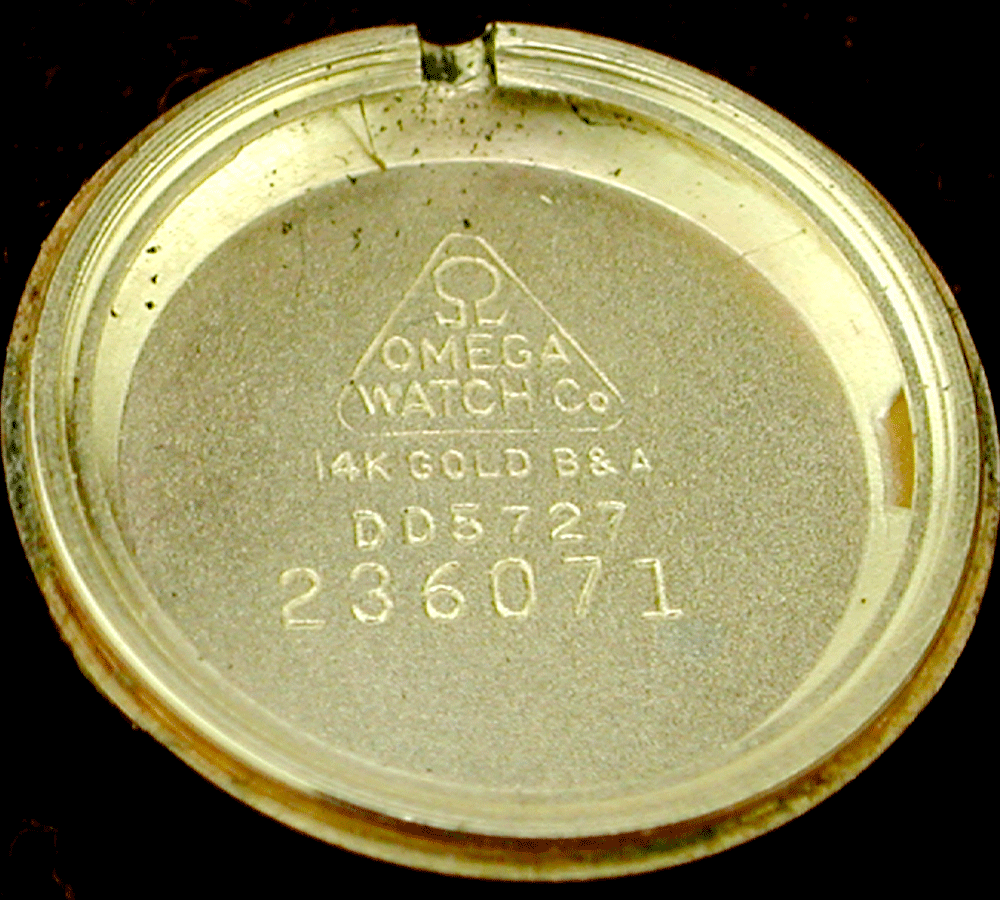 Ω
OMEGA
WATCH Co
14K GOLD B&A
DD5727
236071